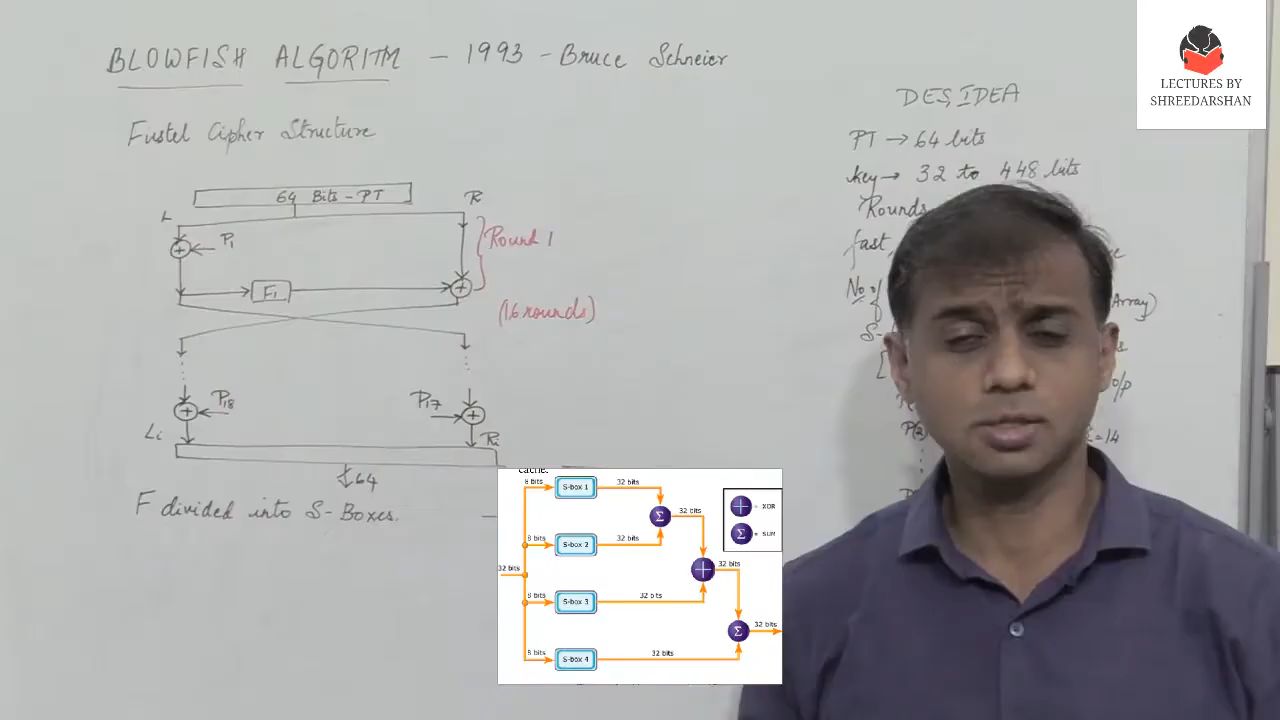 BLOWFISH ALGORITM – 1993 – Bruce Schneier
Fustel Cipher Structure
64 Bits – PT
L
R
P1
Round 1
F1
(16 rounds)
P18
P17
Li
Ri
64
F divided into S-Boxes.
DES, IDEA
PT → 64 bits
key → 32 to 448 bits
Rounds
fast,
No of
Array)
S-
o/p
P(2)
=14
LECTURES BY
SHREEDARSHAN
cache.
8 bits
S-box 1
32 bits
32 bits
+ = XOR
Σ = SUM
8 bits
S-box 2
32 bits
32 bits
32 bits
8 bits
S-box 3
32 bits
32 bits
8 bits
S-box 4
32 bits